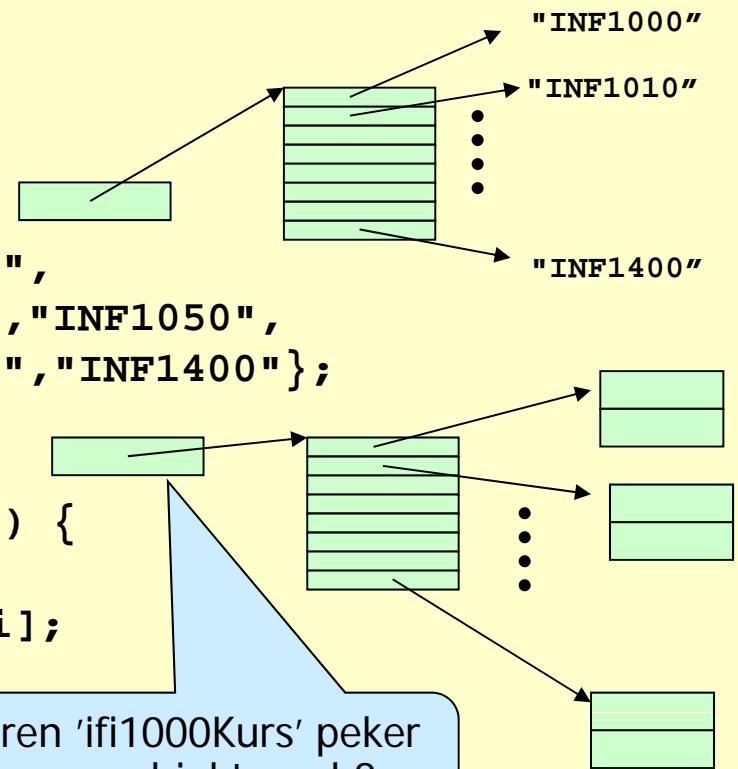 "INF1000"
"INF1010"
",
"INF1400"
,"INF1050",
","INF1400"};
) {
i];
ren 'ifi1000Kurs' peker